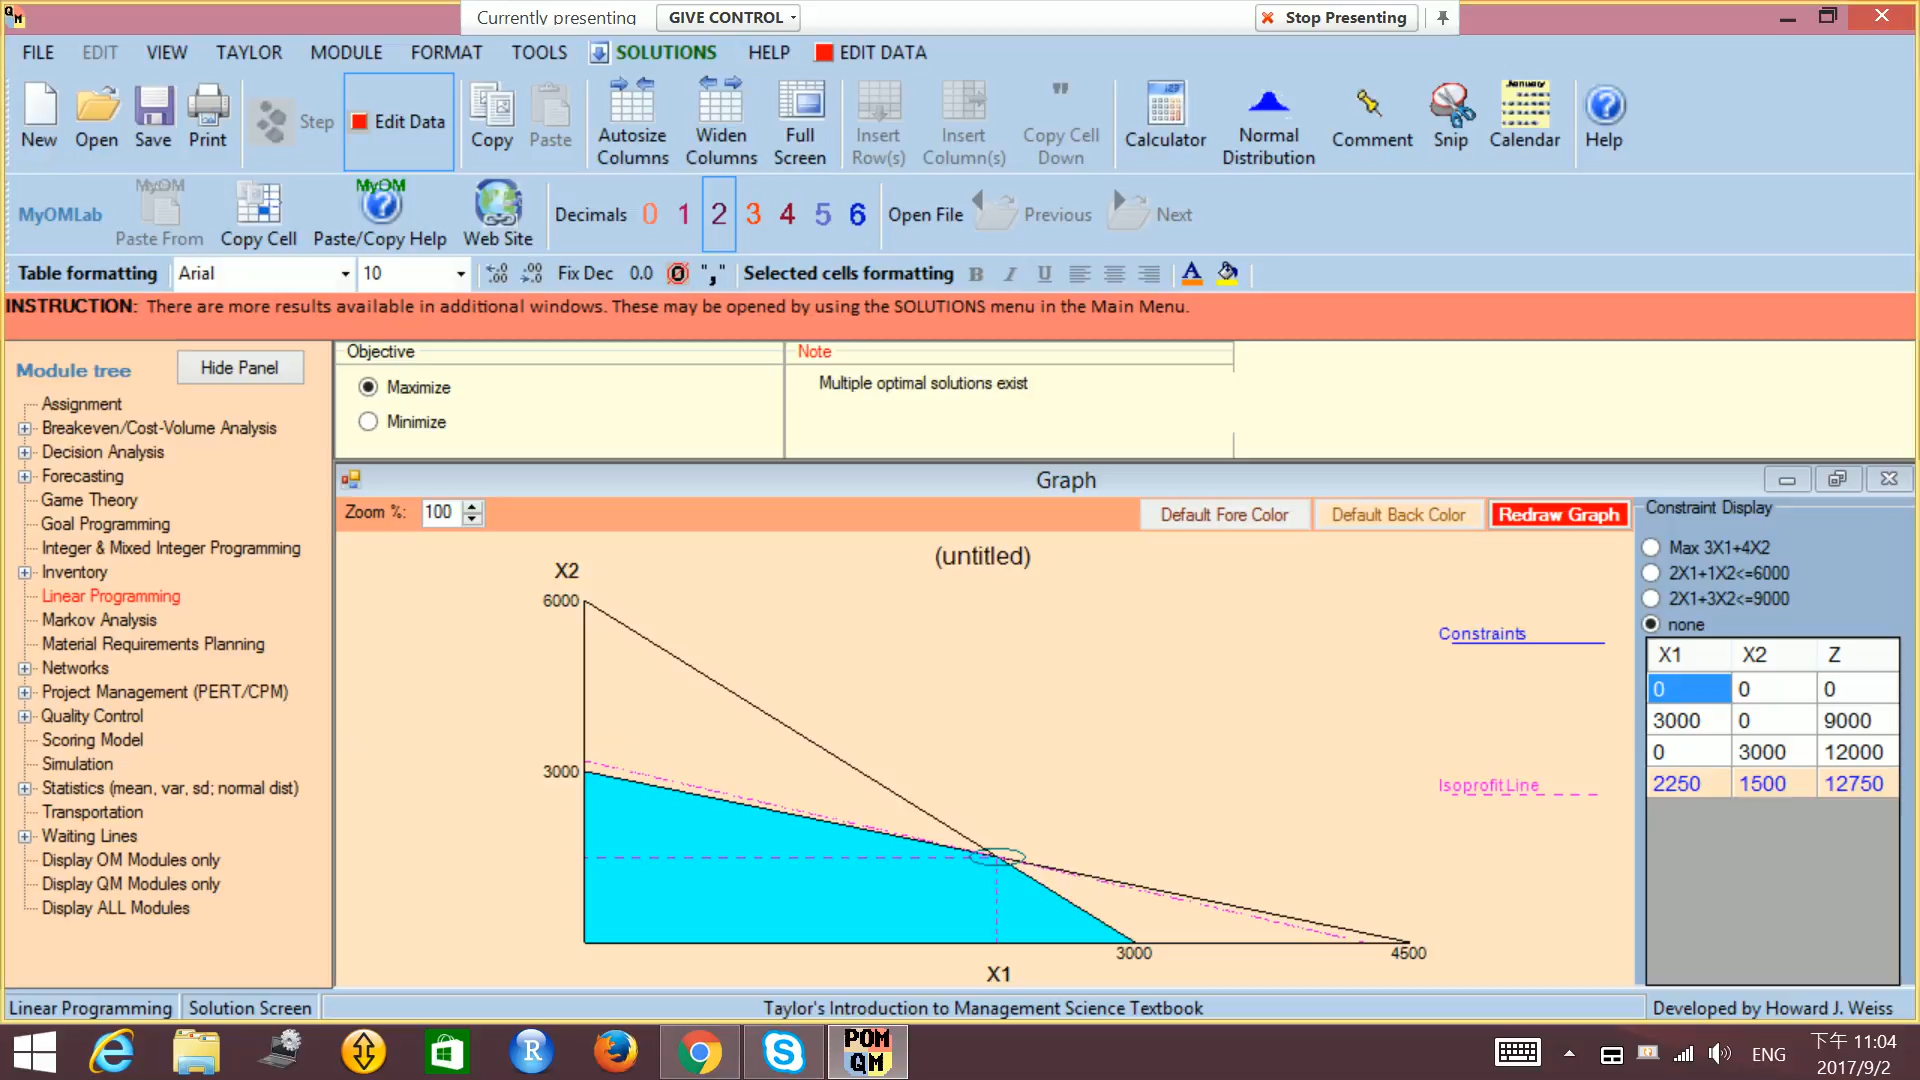 Currently presenting
GIVE CONTROL
Stop Presenting
FILE EDIT VIEW TAYLOR MODULE FORMAT TOOLS SOLUTIONS HELP EDIT DATA
New Open Save Print Step Edit Data Copy Paste Autosize Columns Widen Columns Full Screen Insert Row(s) Insert Column(s) Copy Cell Down Calculator Normal Distribution Comment Snip January Calendar Help
MyOMLab MyOM Paste From Copy Cell MyOM Paste/Copy Help Web Site Decimals 0 1 2 3 4 5 6 Open File Previous Next
Table formatting Arial 10 Fix Dec 0.0 "," Selected cells formatting B I U A
INSTRUCTION: There are more results available in additional windows. These may be opened by using the SOLUTIONS menu in the Main Menu.
Module tree
Hide Panel
Assignment
Breakeven/Cost-Volume Analysis
Decision Analysis
Forecasting
Game Theory
Goal Programming
Integer & Mixed Integer Programming
Inventory
Linear Programming
Markov Analysis
Material Requirements Planning
Networks
Project Management (PERT/CPM)
Quality Control
Scoring Model
Simulation
Statistics (mean, var, sd; normal dist)
Transportation
Waiting Lines
Display OM Modules only
Display QM Modules only
Display ALL Modules
Objective
Maximize
Minimize
Note
Multiple optimal solutions exist
Graph
Zoom %: 100
Default Fore Color
Default Back Color
Redraw Graph
(untitled)
X2
6000
3000
3000
4500
X1
Constraints
Isoprofit Line
Constraint Display
Max 3X1+4X2
2X1+1X2<=6000
2X1+3X2<=9000
none
X1 X2 Z
0 0 0
3000 0 9000
0 3000 12000
2250 1500 12750
Linear Programming
Solution Screen
Taylor's Introduction to Management Science Textbook
Developed by Howard J. Weiss
POM
QM
ENG
下午 11:04
2017/9/2